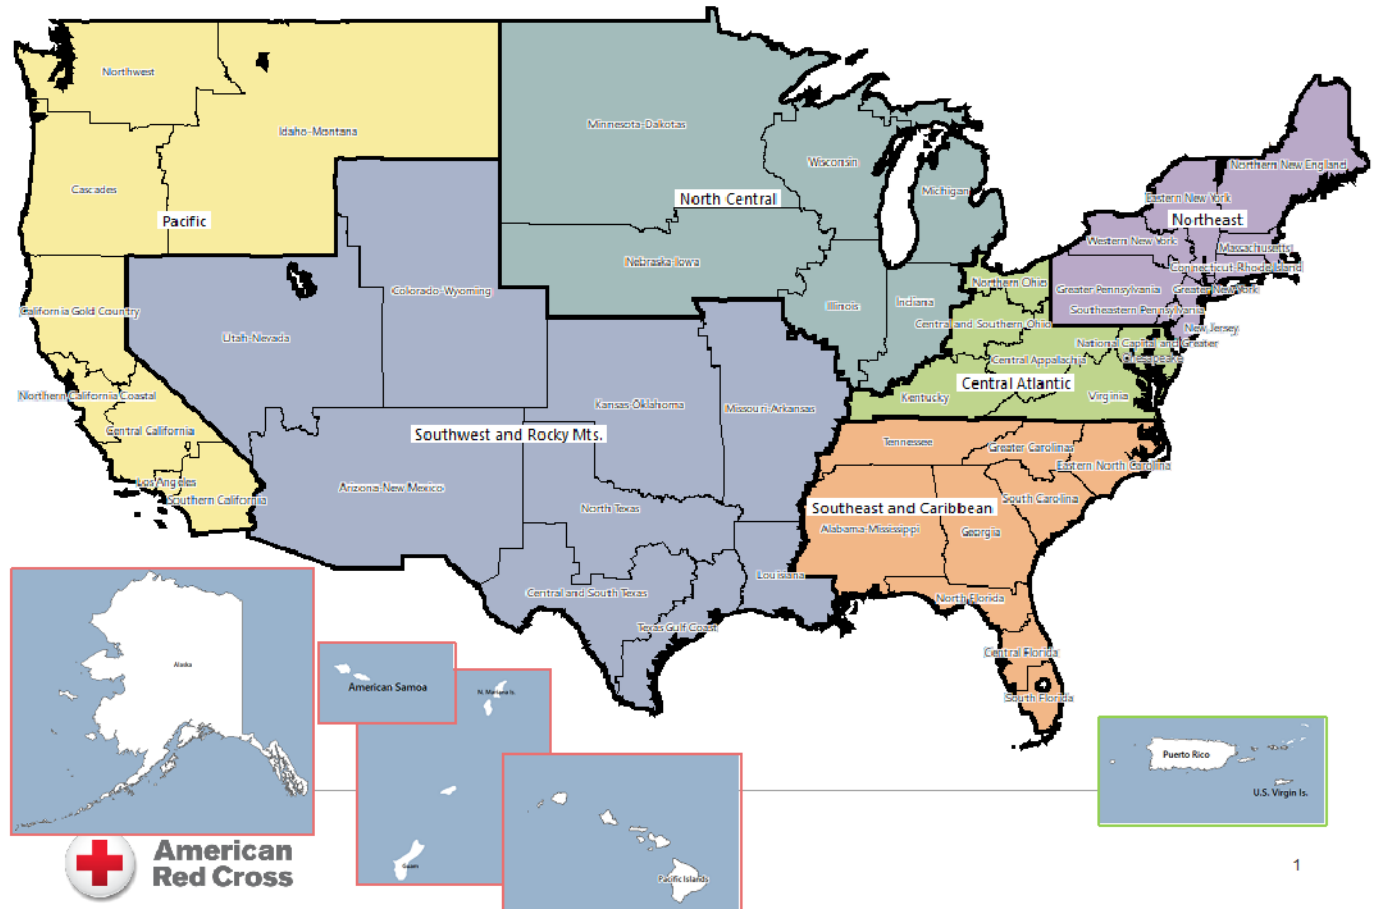 Northwest
Idaho-Montana
Cascades
Pacific
California Gold Country
Northern California Coastal
Central California
Los Angeles
Southern California
Minnesota-Dakotas
Wisconsin
Michigan
North Central
Nebraska-Iowa
Illinois
Indiana
Northern New England
Eastern New York
Northeast
Western New York
Massachusetts
Connecticut-Rhode Island
Greater Pennsylvania
Greater New York
Southeastern Pennsylvania
New Jersey
Northern Ohio
Central and Southern Ohio
National Capital and Greater
Chesapeake
Central Appallachia
Central Atlantic
Kentucky
Virginia
Colorado-Wyoming
Utah-Nevada
Kansas-Oklahoma
Missouri-Arkansas
Southwest and Rocky Mts.
Arizona-New Mexico
North Texas
Central and South Texas
Louisiana
Texas Gulf Coast
Tennessee
Greater Carolinas
Eastern North Carolina
South Carolina
Southeast and Caribbean
Alabama-Mississippi
Georgia
North Florida
Central Florida
South Florida
Alaska
American Samoa
N. Mariana Is.
Guam
Pacific Islands
Puerto Rico
U.S. Virgin Is.
American
Red Cross
1